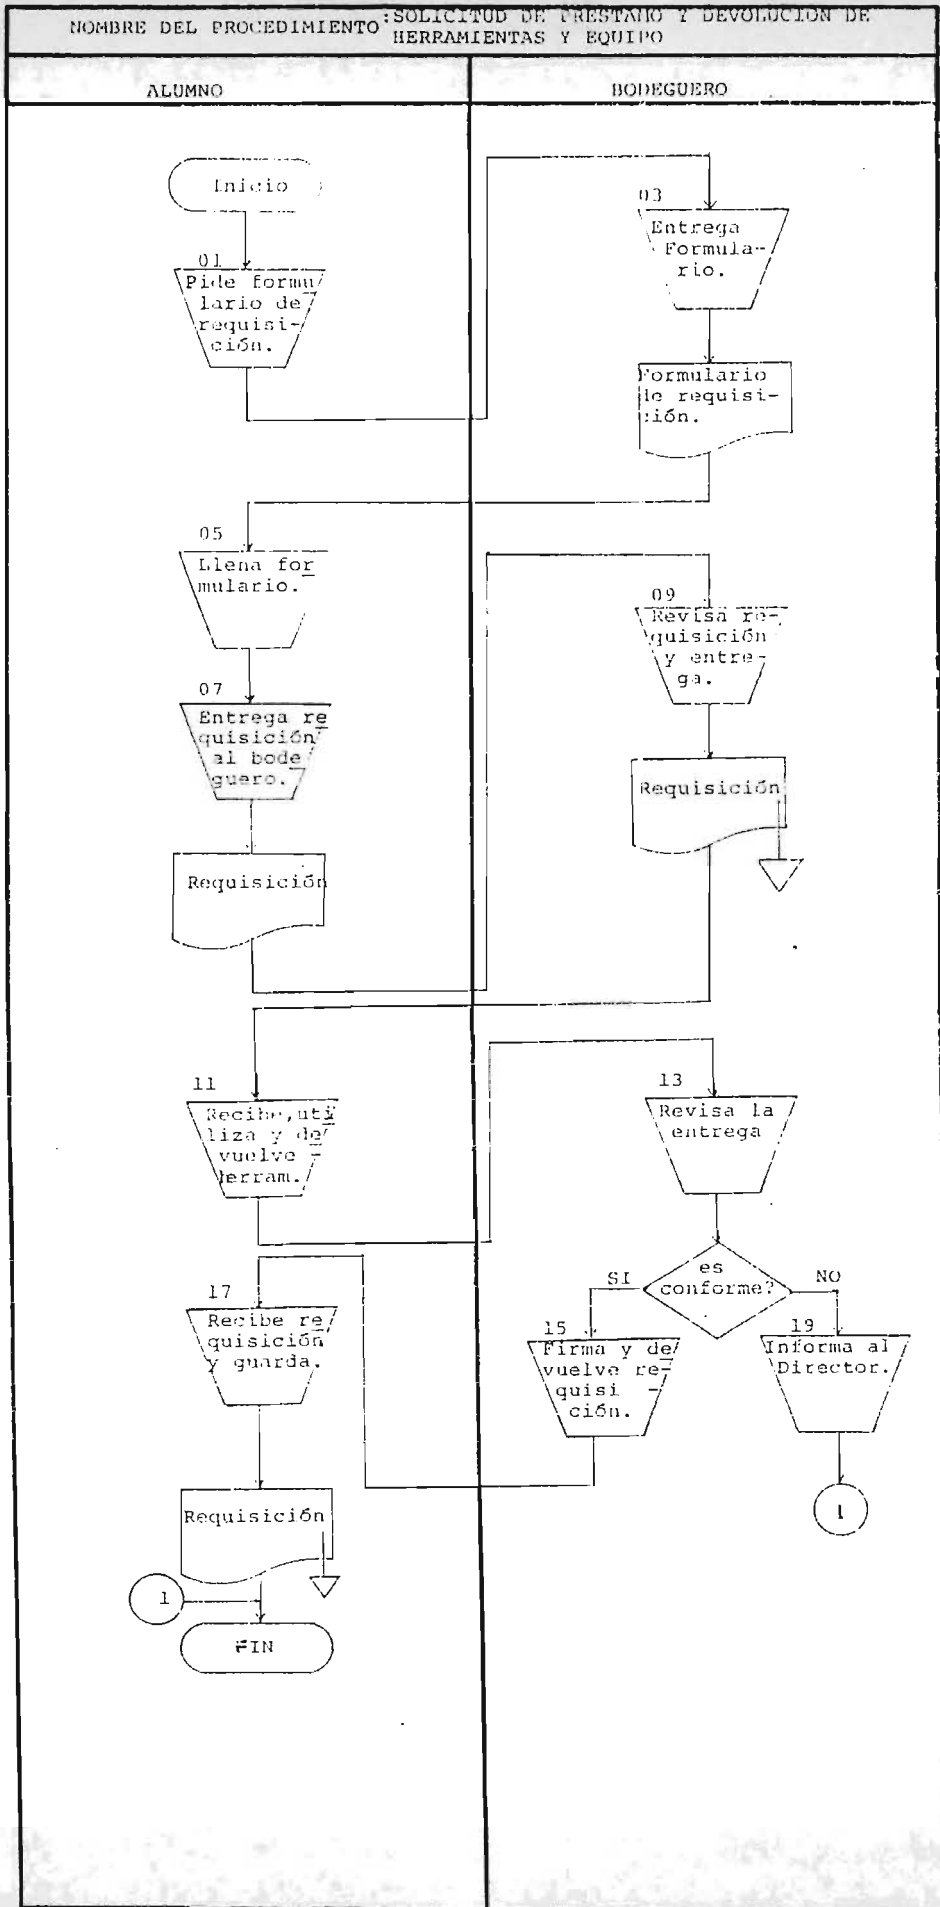 NOMBRE DEL PROCEDIMIENTO: SOLICITUD DE PRESTAMO Y DEVOLUCION DE
HERRAMIENTAS Y EQUIPO
ALUMNO
BODEGUERO
Inicio
01
Pide formu
lario de
requisi-
ción.
03
Entrega
Formula-
rio.
Formulario
de requisi-
ción.
05
Llena for
mulario.
07
Entrega re
quisición
al bode
guero.
Requisición
09
Revisa re-
quisición
y entre-
ga.
Requisición
11
Recibe, uti
liza y de
vuelve -
herram.
13
Revisa la
entrega
es
conforme?
SI
NO
15
Firma y de
vuelve re-
quisi -
ción.
19
Informa al
Director.
1
17
Recibe re
quisición
y guarda.
Requisición
1
FIN